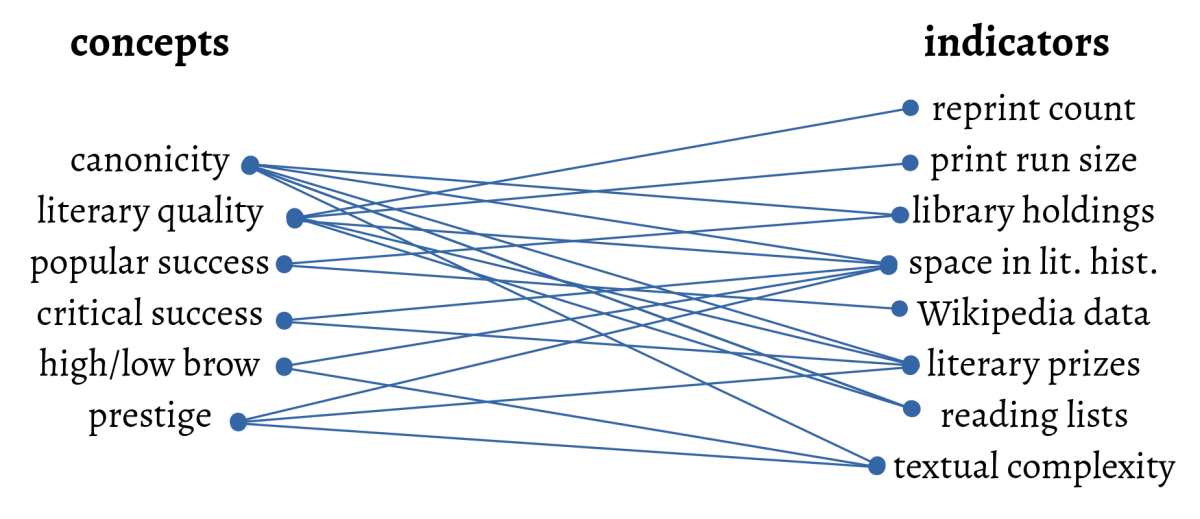 concepts
indicators
canonicity
literary quality
popular success
critical success
high/low brow
prestige
reprint count
print run size
library holdings
space in lit. hist.
Wikipedia data
literary prizes
reading lists
textual complexity